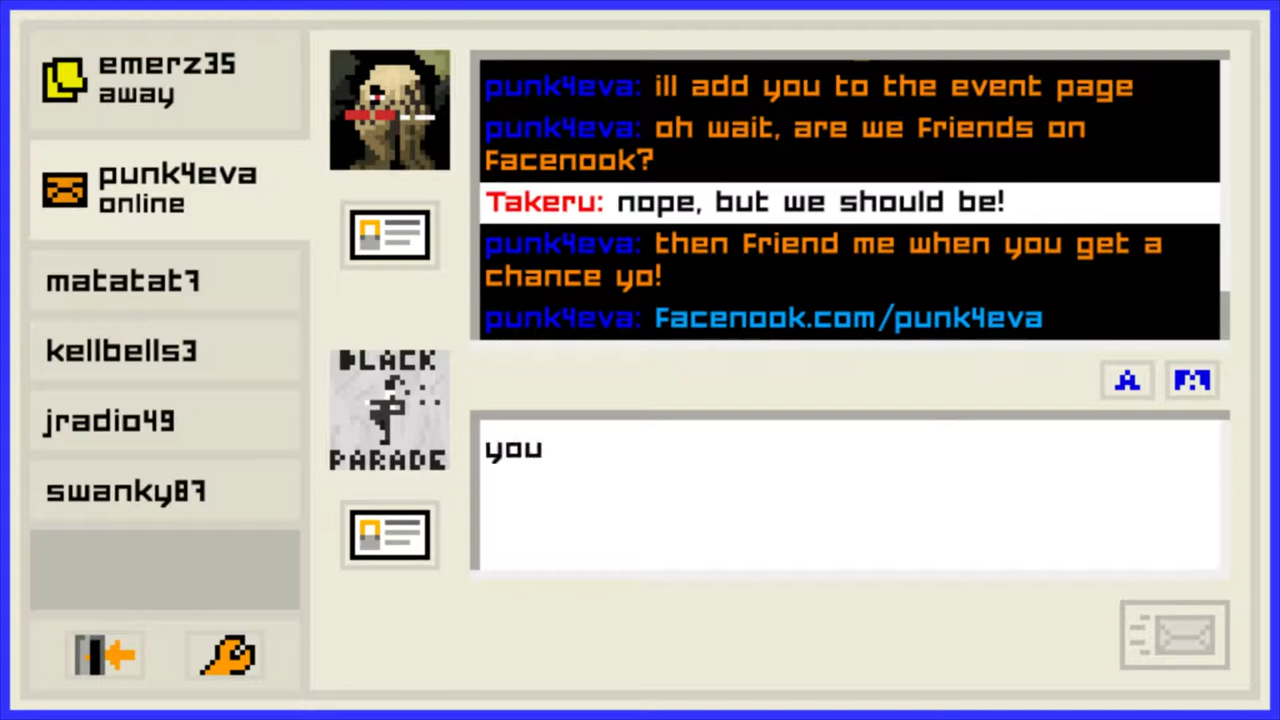 emerz35
away
punk4eva
online
matatat7
kellbells3
jradio49
swanky87
BLACK
PARADE
punk4eva: ill add you to the event page
punk4eva: oh wait, are we Friends on
Facenook?
Takeru: nope, but we should be!
punk4eva: then Friend me when you get a
chance yo!
punk4eva: Facenook.com/punk4eva
A
you